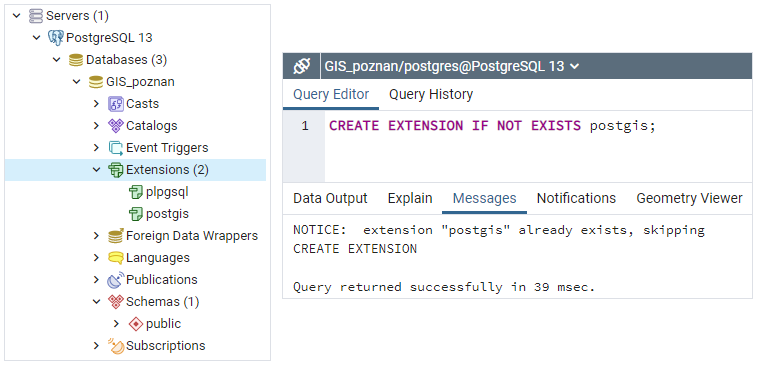 Servers (1)
PostgreSQL 13
Databases (3)
GIS_poznan
Casts
Catalogs
Event Triggers
Extensions (2)
plpgsql
postgis
Foreign Data Wrappers
Languages
Publications
Schemas (1)
public
Subscriptions
GIS_poznan/postgres@PostgreSQL 13
Query Editor Query History
1 CREATE EXTENSION IF NOT EXISTS postgis;
Data Output Explain Messages Notifications Geometry Viewer
NOTICE:  extension "postgis" already exists, skipping
CREATE EXTENSION
Query returned successfully in 39 msec.